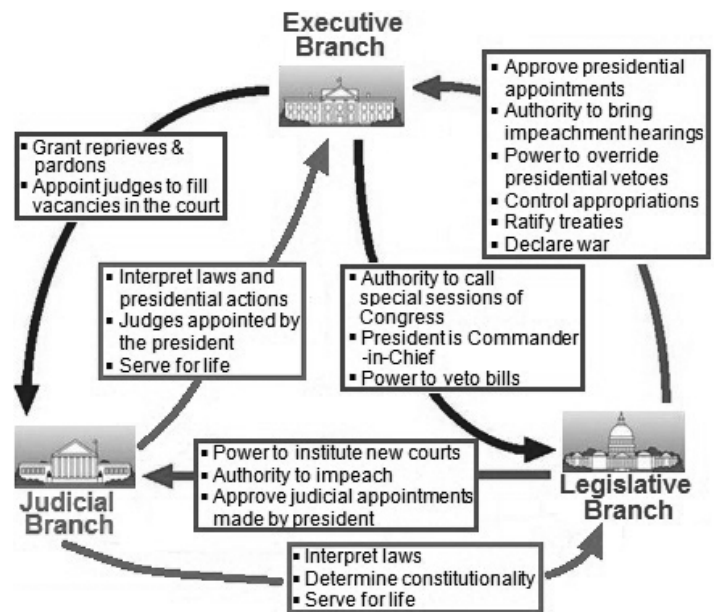 Executive
Branch
▪ Approve presidential
appointments
▪ Authority to bring
impeachment hearings
▪ Power to override
presidential vetoes
▪ Control appropriations
▪ Ratify treaties
▪ Declare war
▪ Grant reprieves &
pardons
▪ Appoint judges to fill
vacancies in the court
▪ Interpret laws and
presidential actions
▪ Judges appointed by
the president
▪ Serve for life
▪ Authority to call
special sessions of
Congress
▪ President is Commander
-in-Chief
▪ Power to veto bills
Judicial
Branch
▪ Power to institute new courts
▪ Authority to impeach
▪ Approve judicial appointments
made by president
Legislative
Branch
▪ Interpret laws
▪ Determine constitutionality
▪ Serve for life